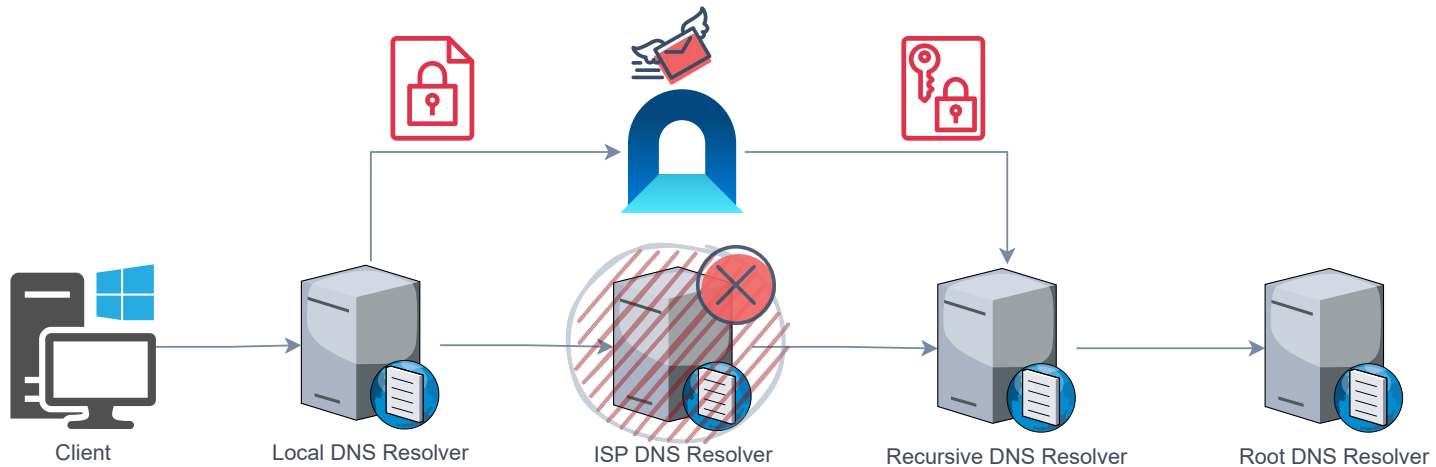 Client
Local DNS Resolver
ISP DNS Resolver
Recursive DNS Resolver
Root DNS Resolver